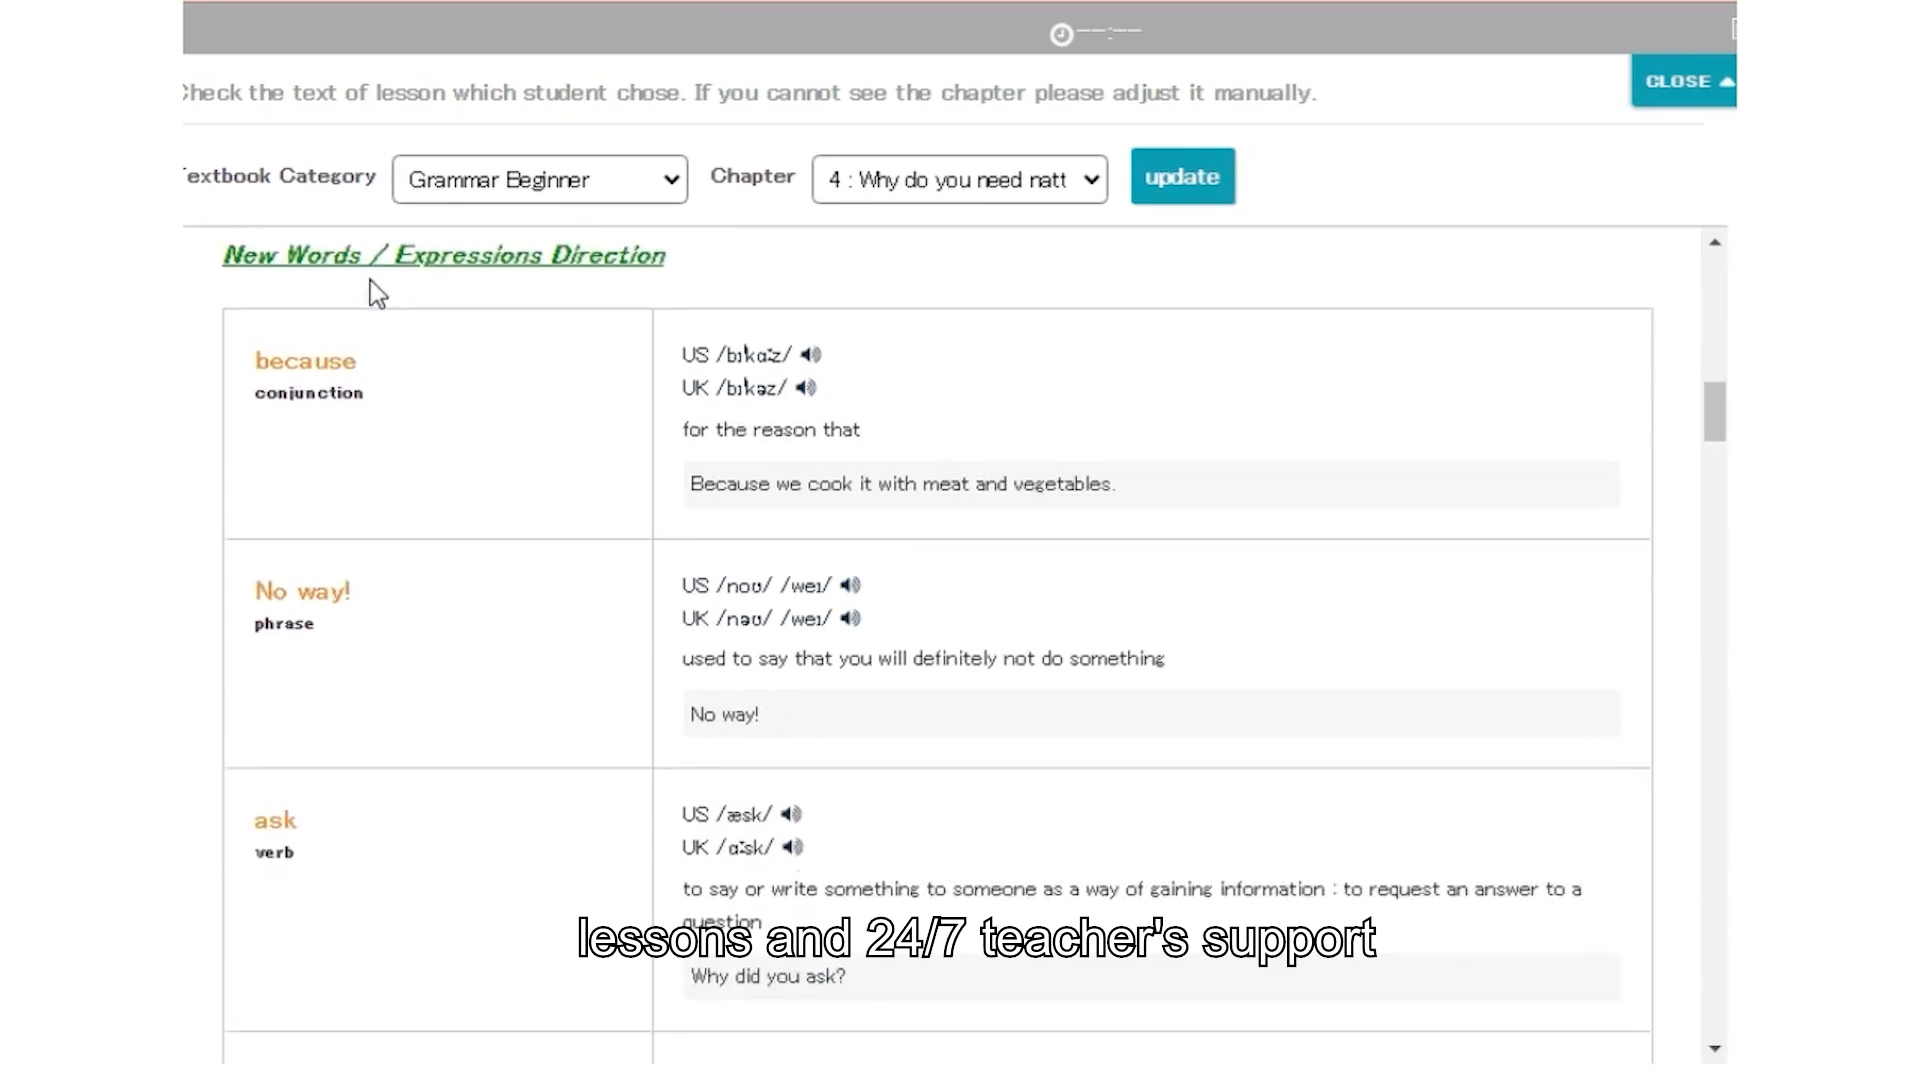 --:--
Check the text of lesson which student chose. If you cannot see the chapter please adjust it manually.
CLOSE
Textbook Category
Grammar Beginner
Chapter
4 : Why do you need natt
update
New Words / Expressions Direction
because
conjunction
US /bɪˈkɑːz/
UK /bɪˈkəz/
for the reason that
Because we cook it with meat and vegetables.
No way!
phrase
US /noʊ/ /weɪ/
UK /nəʊ/ /weɪ/
used to say that you will definitely not do something
No way!
ask
verb
US /æsk/
UK /ɑːsk/
to say or write something to someone as a way of gaining information : to request an answer to a
question
lessons and 24/7 teacher's support
Why did you ask?